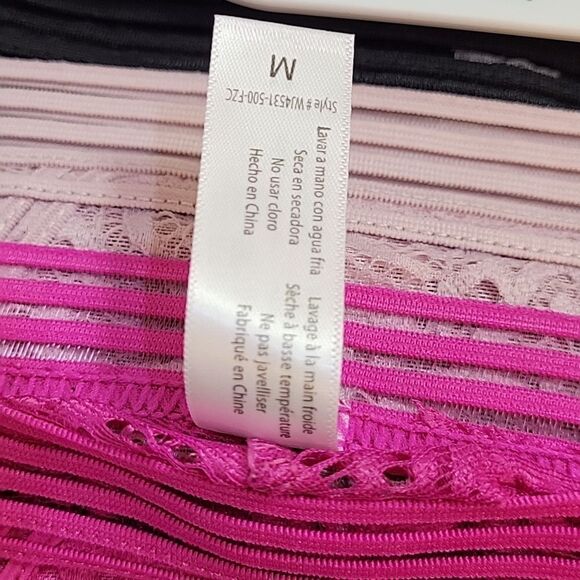 M
Style # WJ4531-500-FZC
Lavar a mano con agua fria
Seca en secadora
No usar cloro
Hecho en China
Lavage à la main froide
Sèche à basse température
Ne pas javelliser
Fabriqué en Chine